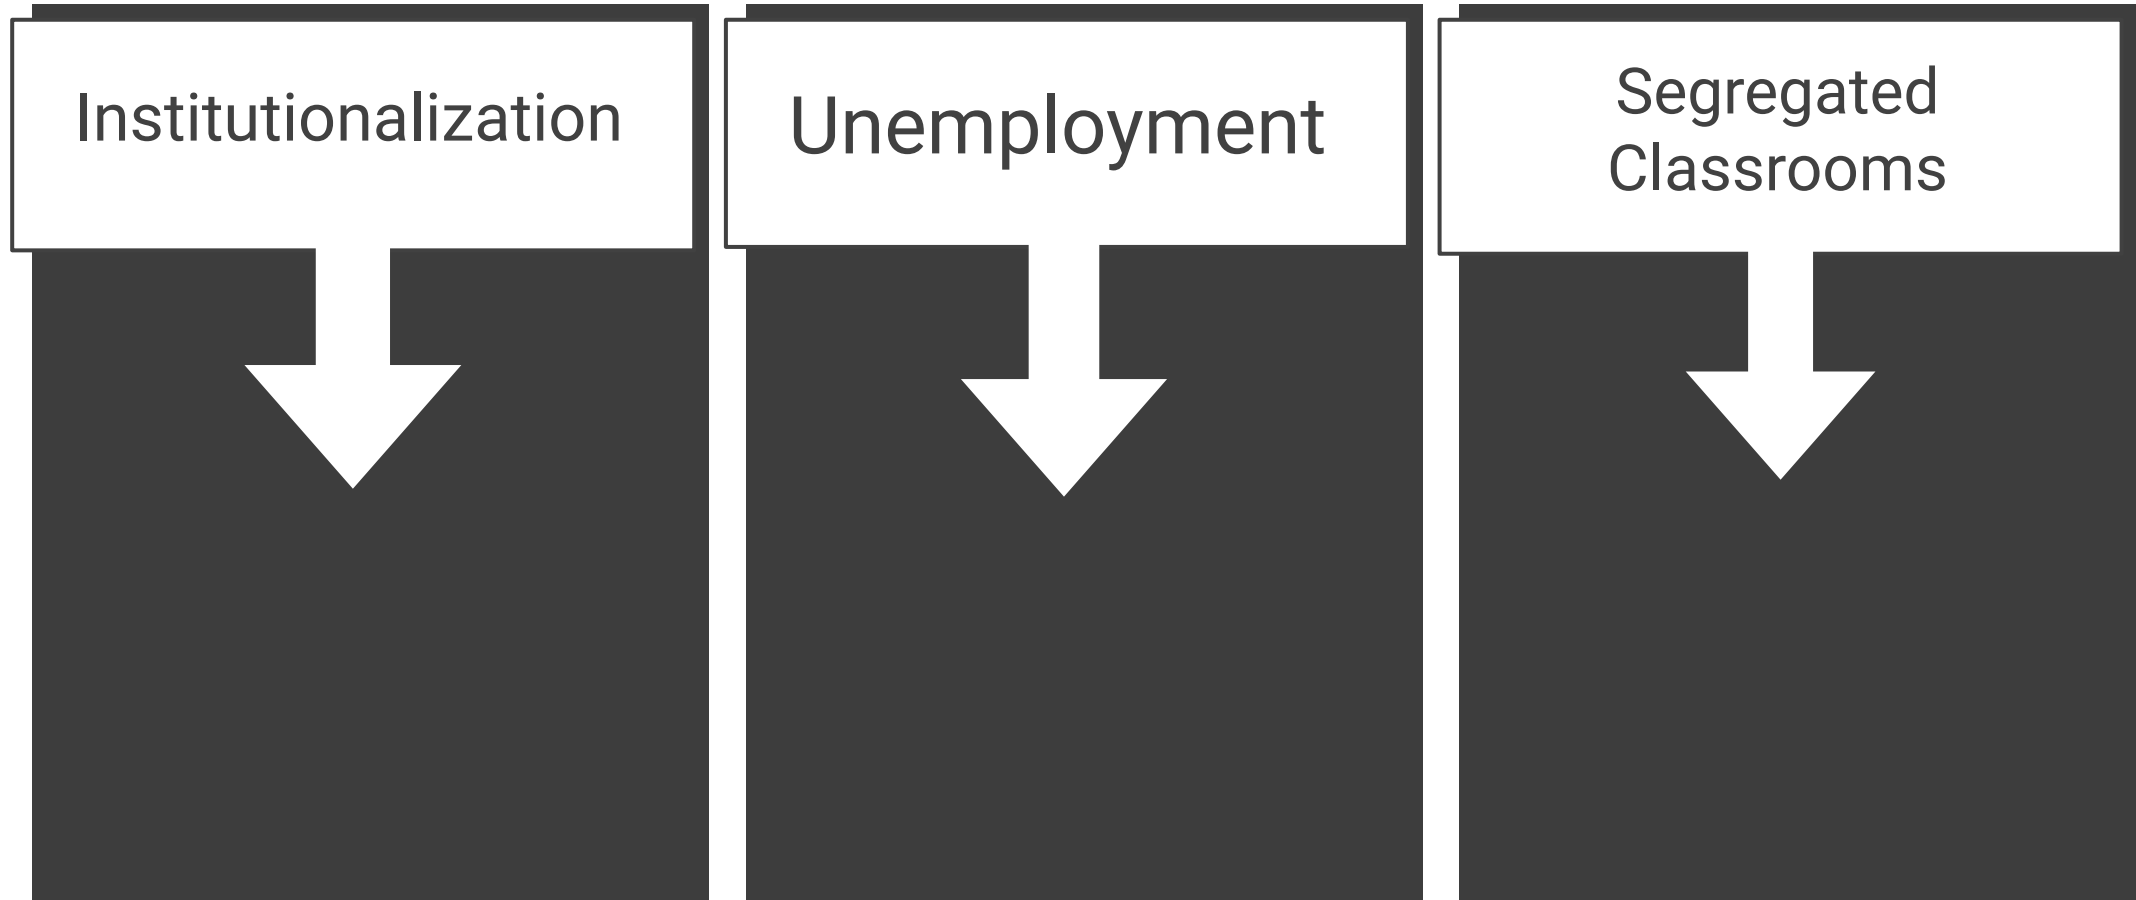 Institutionalization
Unemployment
Segregated
Classrooms